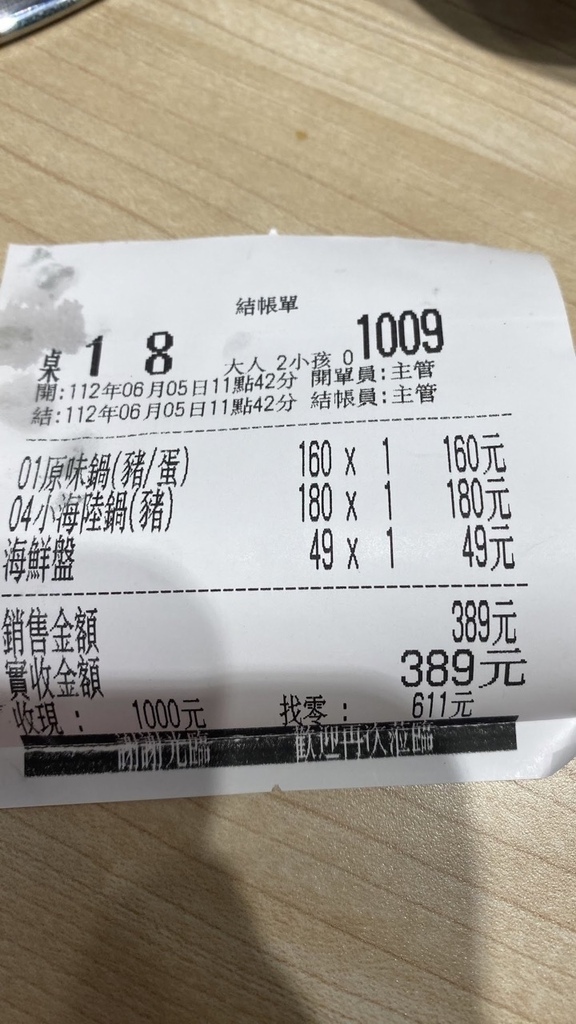 結帳單
桌 1 8 大人 2小孩 0 1009
開:112年06月05日11點42分 開單員:主管
結:112年06月05日11點42分 結帳員:主管
01原味鍋(豬/蛋) 160 x 1 160元
04小海陸鍋(豬) 180 x 1 180元
海鮮盤 49 x 1 49元
銷售金額 389元
實收金額 389元
收現: 1000元 找零: 611元
謝謝光臨 歡迎再次蒞臨